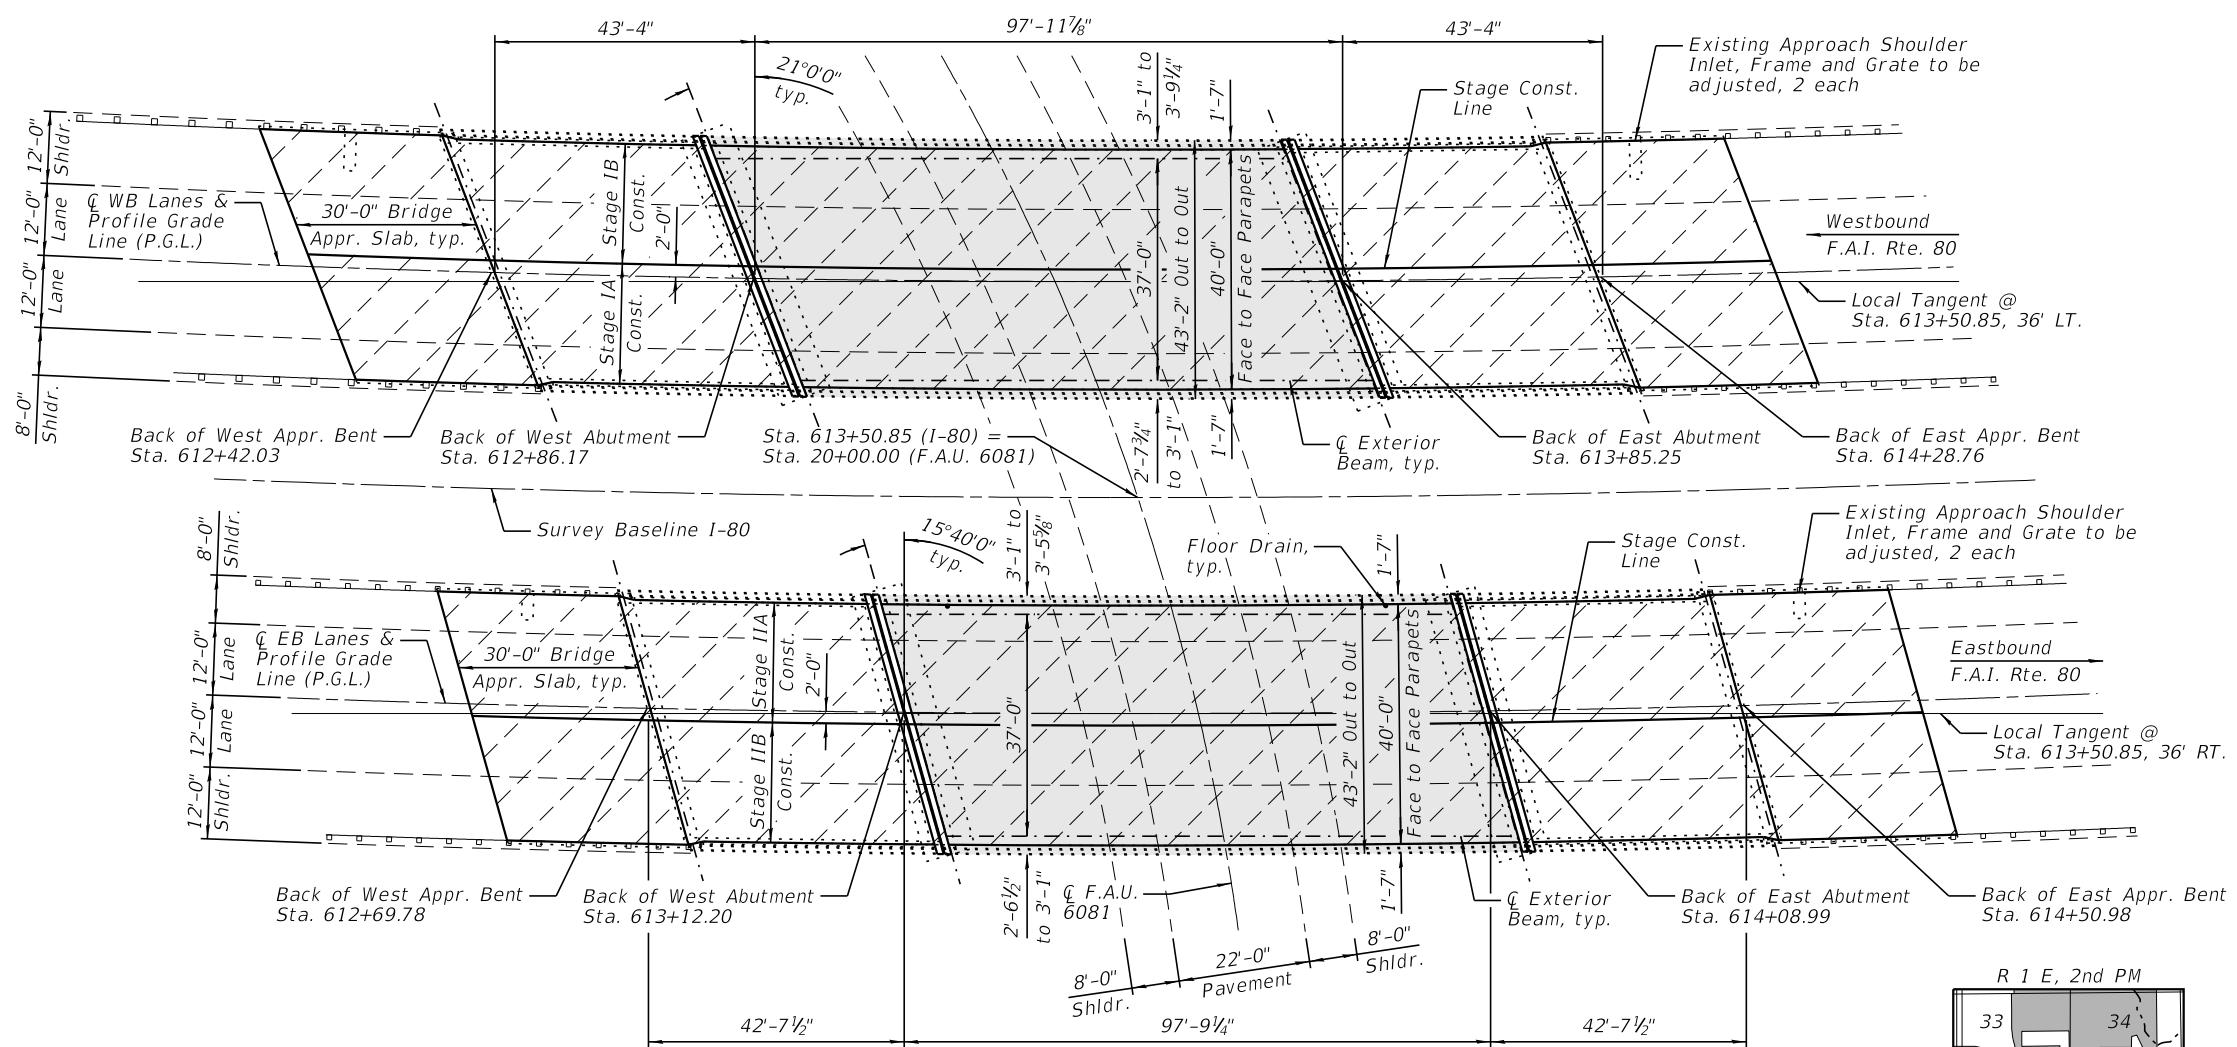 43'-4"
97'-11⅞"
43'-4"
21°0'0"
typ.
3'-1" to
3'-9¼"
1'-7"
Stage Const.
Line
Existing Approach Shoulder
Inlet, Frame and Grate to be
adjusted, 2 each
12'-0"
Shldr.
12'-0"
Lane
12'-0"
Lane
8'-0"
Shldr.
℄ WB Lanes &
Profile Grade
Line (P.G.L.)
30'-0" Bridge
Appr. Slab, typ.
Stage IB
Const.
2'-0"
Stage IA
Const.
37'-0"
43'-2" Out to Out
40'-0"
Face to Face Parapets
Westbound
F.A.I. Rte. 80
Local Tangent @
Sta. 613+50.85, 36' LT.
Back of West Appr. Bent
Sta. 612+42.03
Back of West Abutment
Sta. 612+86.17
Sta. 613+50.85 (I-80) =
Sta. 20+00.00 (F.A.U. 6081)
2'-7¾"
to 3'-1"
1'-7"
℄ Exterior
Beam, typ.
Back of East Abutment
Sta. 613+85.25
Back of East Appr. Bent
Sta. 614+28.76
Survey Baseline I-80
8'-0"
Shldr.
12'-0"
Lane
12'-0"
Lane
12'-0"
Shldr.
15°40'0"
typ.
3'-1" to
3'-5⅝"
Floor Drain,
typ.
1'-7"
Stage Const.
Line
Existing Approach Shoulder
Inlet, Frame and Grate to be
adjusted, 2 each
℄ EB Lanes &
Profile Grade
Line (P.G.L.)
30'-0" Bridge
Appr. Slab, typ.
Stage IIA
Const.
2'-0"
Stage IIB
Const.
37'-0"
43'-2" Out to Out
40'-0"
Face to Face Parapets
Eastbound
F.A.I. Rte. 80
Local Tangent @
Sta. 613+50.85, 36' RT.
Back of West Appr. Bent
Sta. 612+69.78
Back of West Abutment
Sta. 613+12.20
2'-6½"
to 3'-1"
℄ F.A.U.
6081
1'-7"
℄ Exterior
Beam, typ.
Back of East Abutment
Sta. 614+08.99
Back of East Appr. Bent
Sta. 614+50.98
8'-0"
Shldr.
22'-0"
Pavement
8'-0"
Shldr.
42'-7½"
97'-9¼"
42'-7½"
R 1 E, 2nd PM
33
34